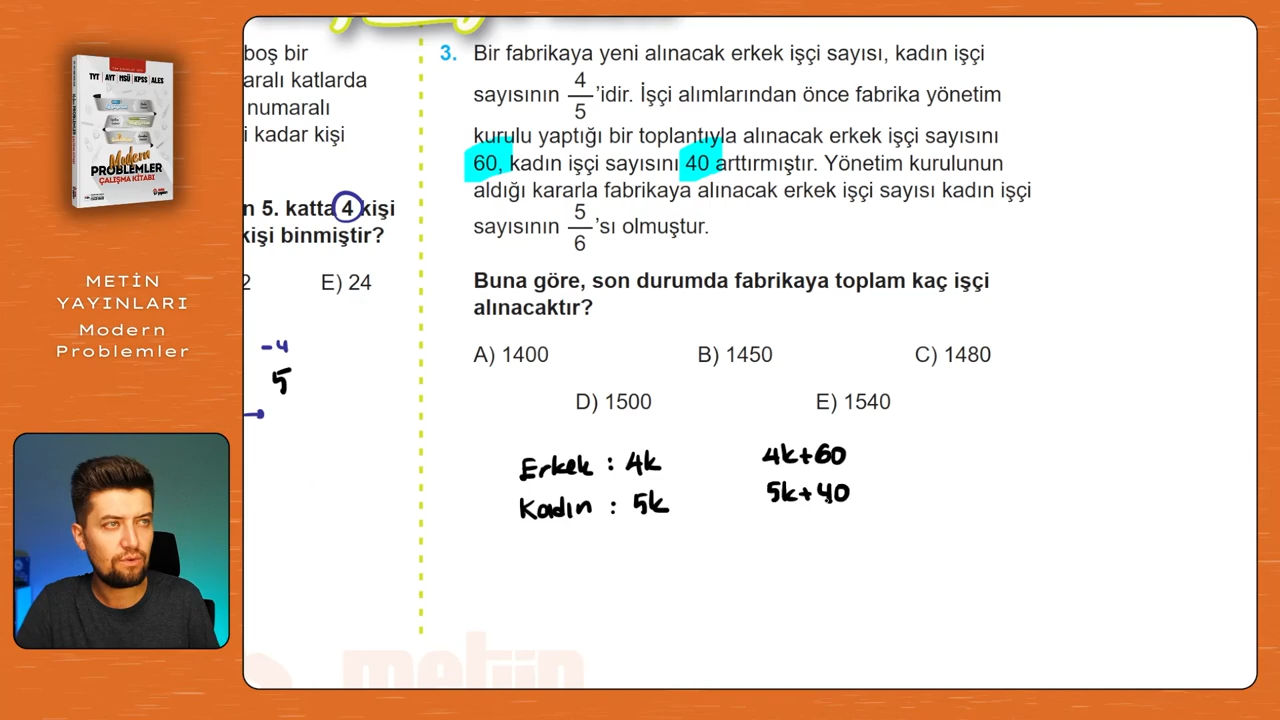 TYT | AYT | MSÜ | KPSS | ALES
Modern
PROBLEMLER
ÇALIŞMA KİTABI
METİN
YAYINLARI
Modern
Problemler
boş bir
aralı katlarda
numaralı
i kadar kişi
n 5. katta 4 kişi
kişi binmiştir?
2 E) 24
-4
5
3. Bir fabrikaya yeni alınacak erkek işçi sayısı, kadın işçi
sayısının 4/5 'idir. İşçi alımlarından önce fabrika yönetim
kurulu yaptığı bir toplantıyla alınacak erkek işçi sayısını
60, kadın işçi sayısını 40 arttırmıştır. Yönetim kurulunun
aldığı kararla fabrikaya alınacak erkek işçi sayısı kadın işçi
sayısının 5/6 'sı olmuştur.
Buna göre, son durumda fabrikaya toplam kaç işçi
alınacaktır?
A) 1400 B) 1450 C) 1480
D) 1500 E) 1540
Erkek : 4k 4k+60
Kadın : 5k 5k+40
metin